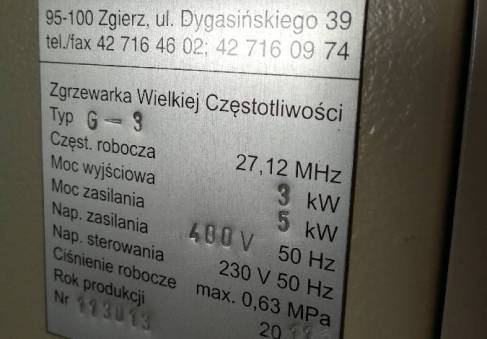 95-100 Zgierz, ul. Dygasińskiego 39
tel./fax 42 716 46 02; 42 716 09 74
Zgrzewarka Wielkiej Częstotliwości
Typ G-3
Częst. robocza 27,12 MHz
Moc wyjściowa 3 kW
Moc zasilania 5 kW
Nap. zasilania 400V 50 Hz
Nap. sterowania 230 V 50 Hz
Ciśnienie robocze max. 0,63 MPa
Rok produkcji
Nr 113013